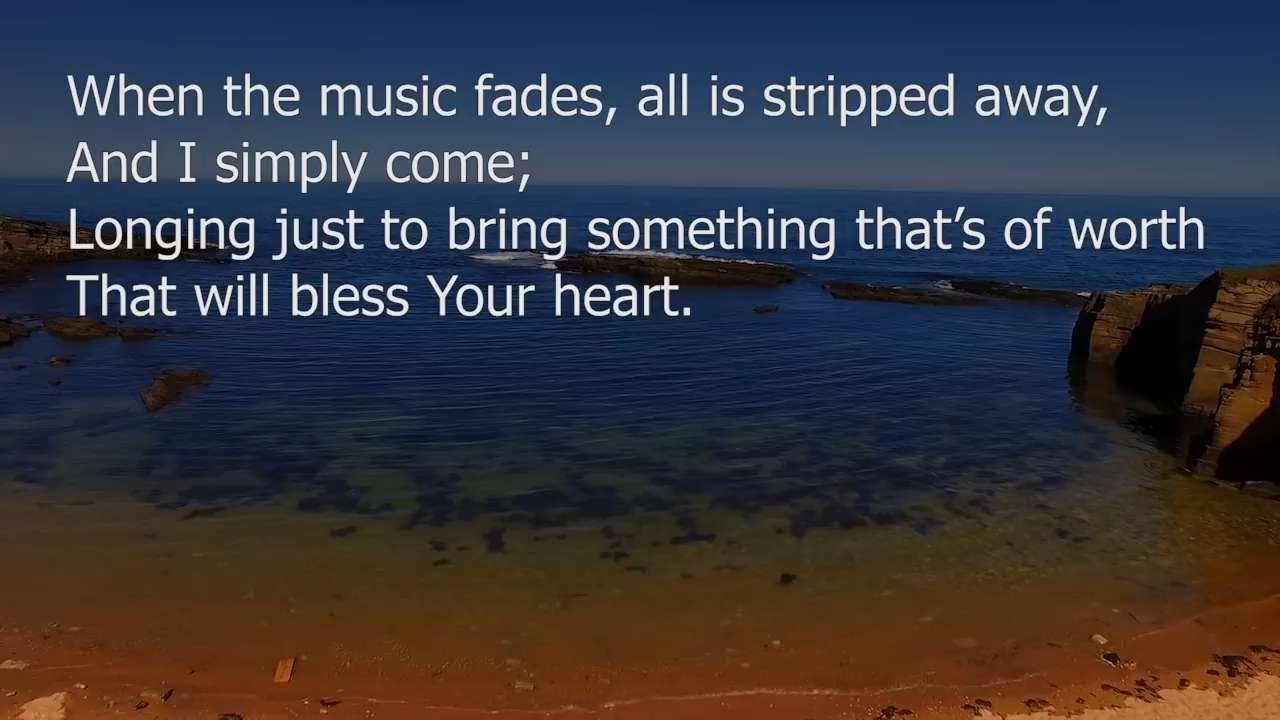 When the music fades, all is stripped away,
And I simply come;
Longing just to bring something that’s of worth
That will bless Your heart.